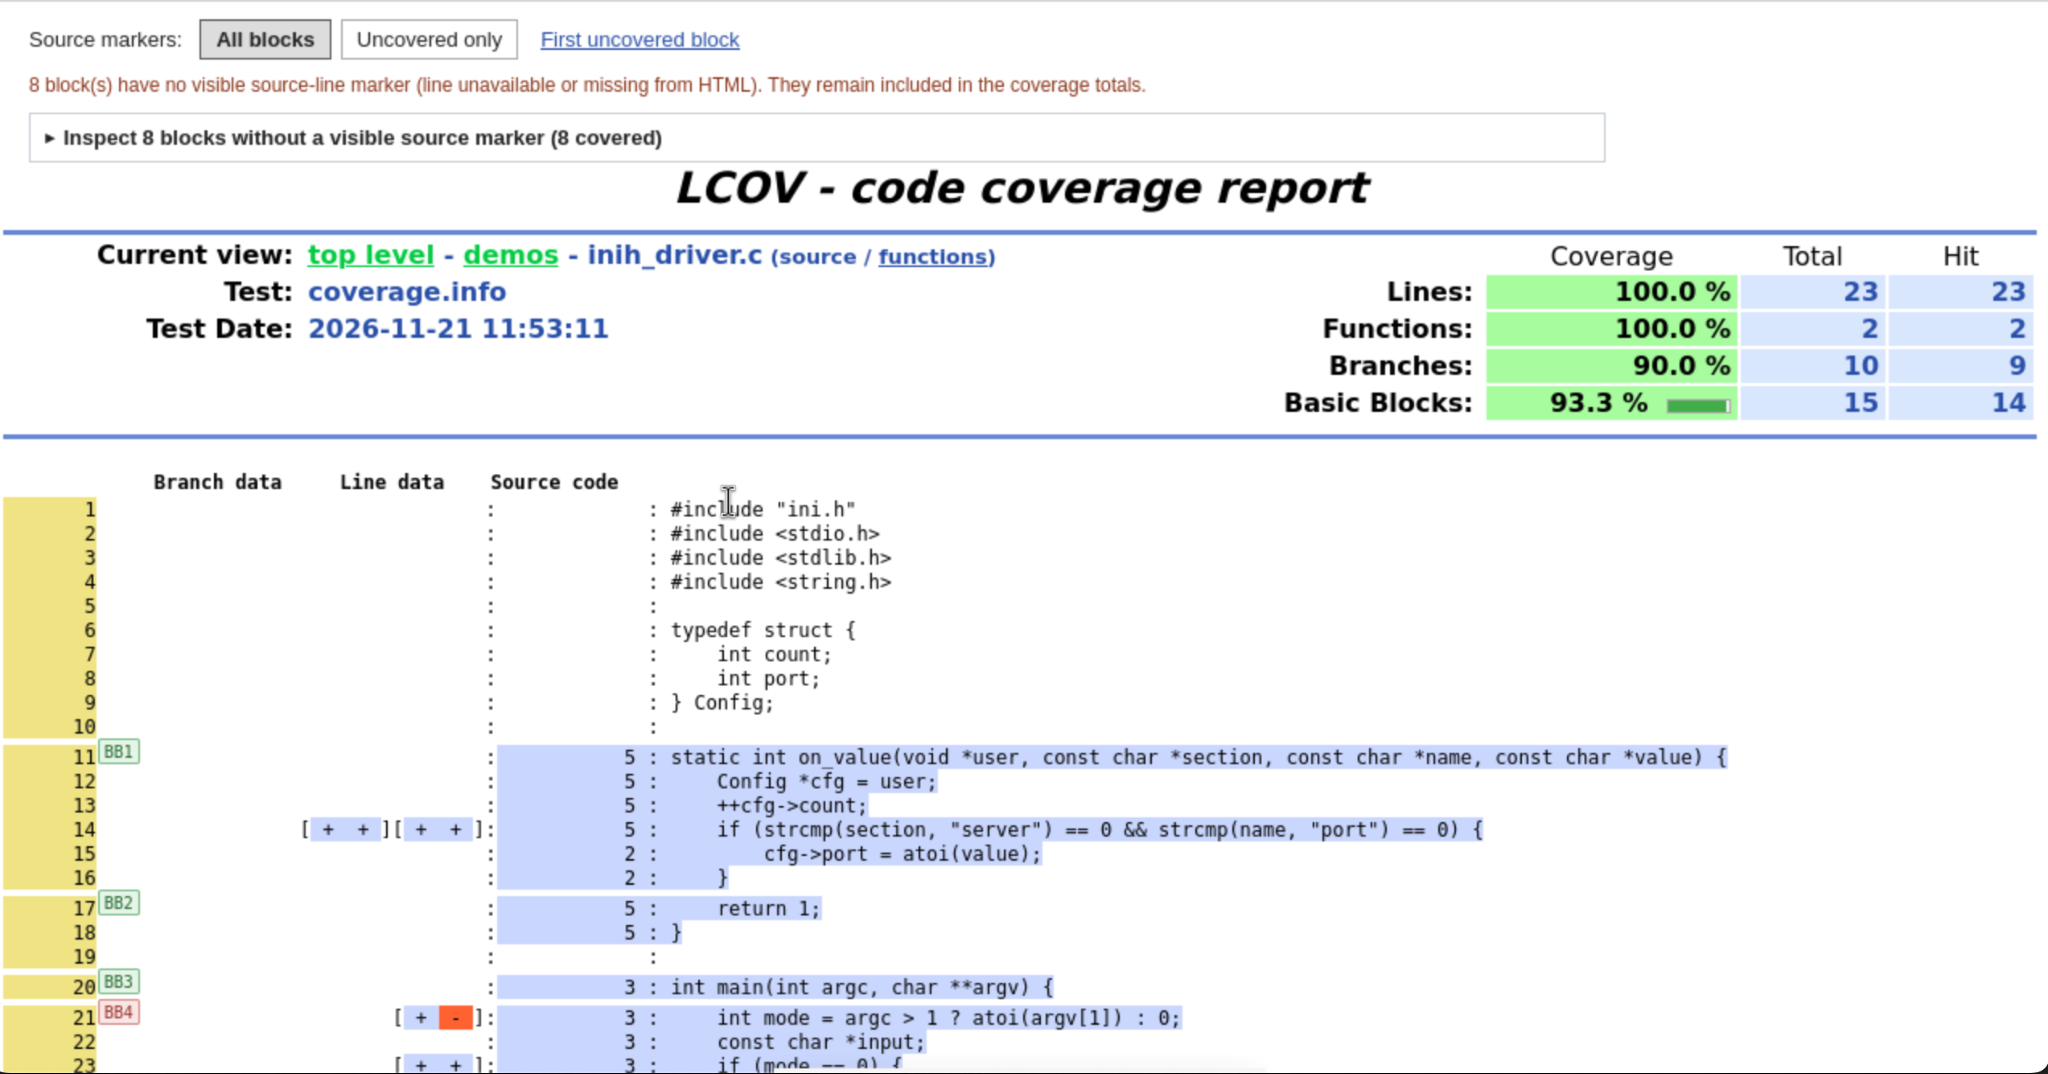 Source markers: All blocks Uncovered only First uncovered block
8 block(s) have no visible source-line marker (line unavailable or missing from HTML). They remain included in the coverage totals.
▸ Inspect 8 blocks without a visible source marker (8 covered)
LCOV - code coverage report
Current view: top level - demos - inih_driver.c (source / functions)
Coverage Total Hit
Test: coverage.info
Lines: 100.0 % 23 23
Test Date: 2026-11-21 11:53:11
Functions: 100.0 % 2 2
Branches: 90.0 % 10 9
Basic Blocks: 93.3 % 15 14
Branch data Line data Source code
1 : : #include "ini.h"
2 : : #include <stdio.h>
3 : : #include <stdlib.h>
4 : : #include <string.h>
5 : :
6 : : typedef struct {
7 : : int count;
8 : : int port;
9 : : } Config;
10 : :
11 BB1 : 5 : static int on_value(void *user, const char *section, const char *name, const char *value) {
12 : 5 : Config *cfg = user;
13 : 5 : ++cfg->count;
14 [ + + ][ + + ]: 5 : if (strcmp(section, "server") == 0 && strcmp(name, "port") == 0) {
15 : 2 : cfg->port = atoi(value);
16 : 2 : }
17 BB2 : 5 : return 1;
18 : 5 : }
19 : :
20 BB3 : 3 : int main(int argc, char **argv) {
21 BB4 [ + - ]: 3 : int mode = argc > 1 ? atoi(argv[1]) : 0;
22 : 3 : const char *input;
23 [ + + ]: 3 : if (mode == 0) {